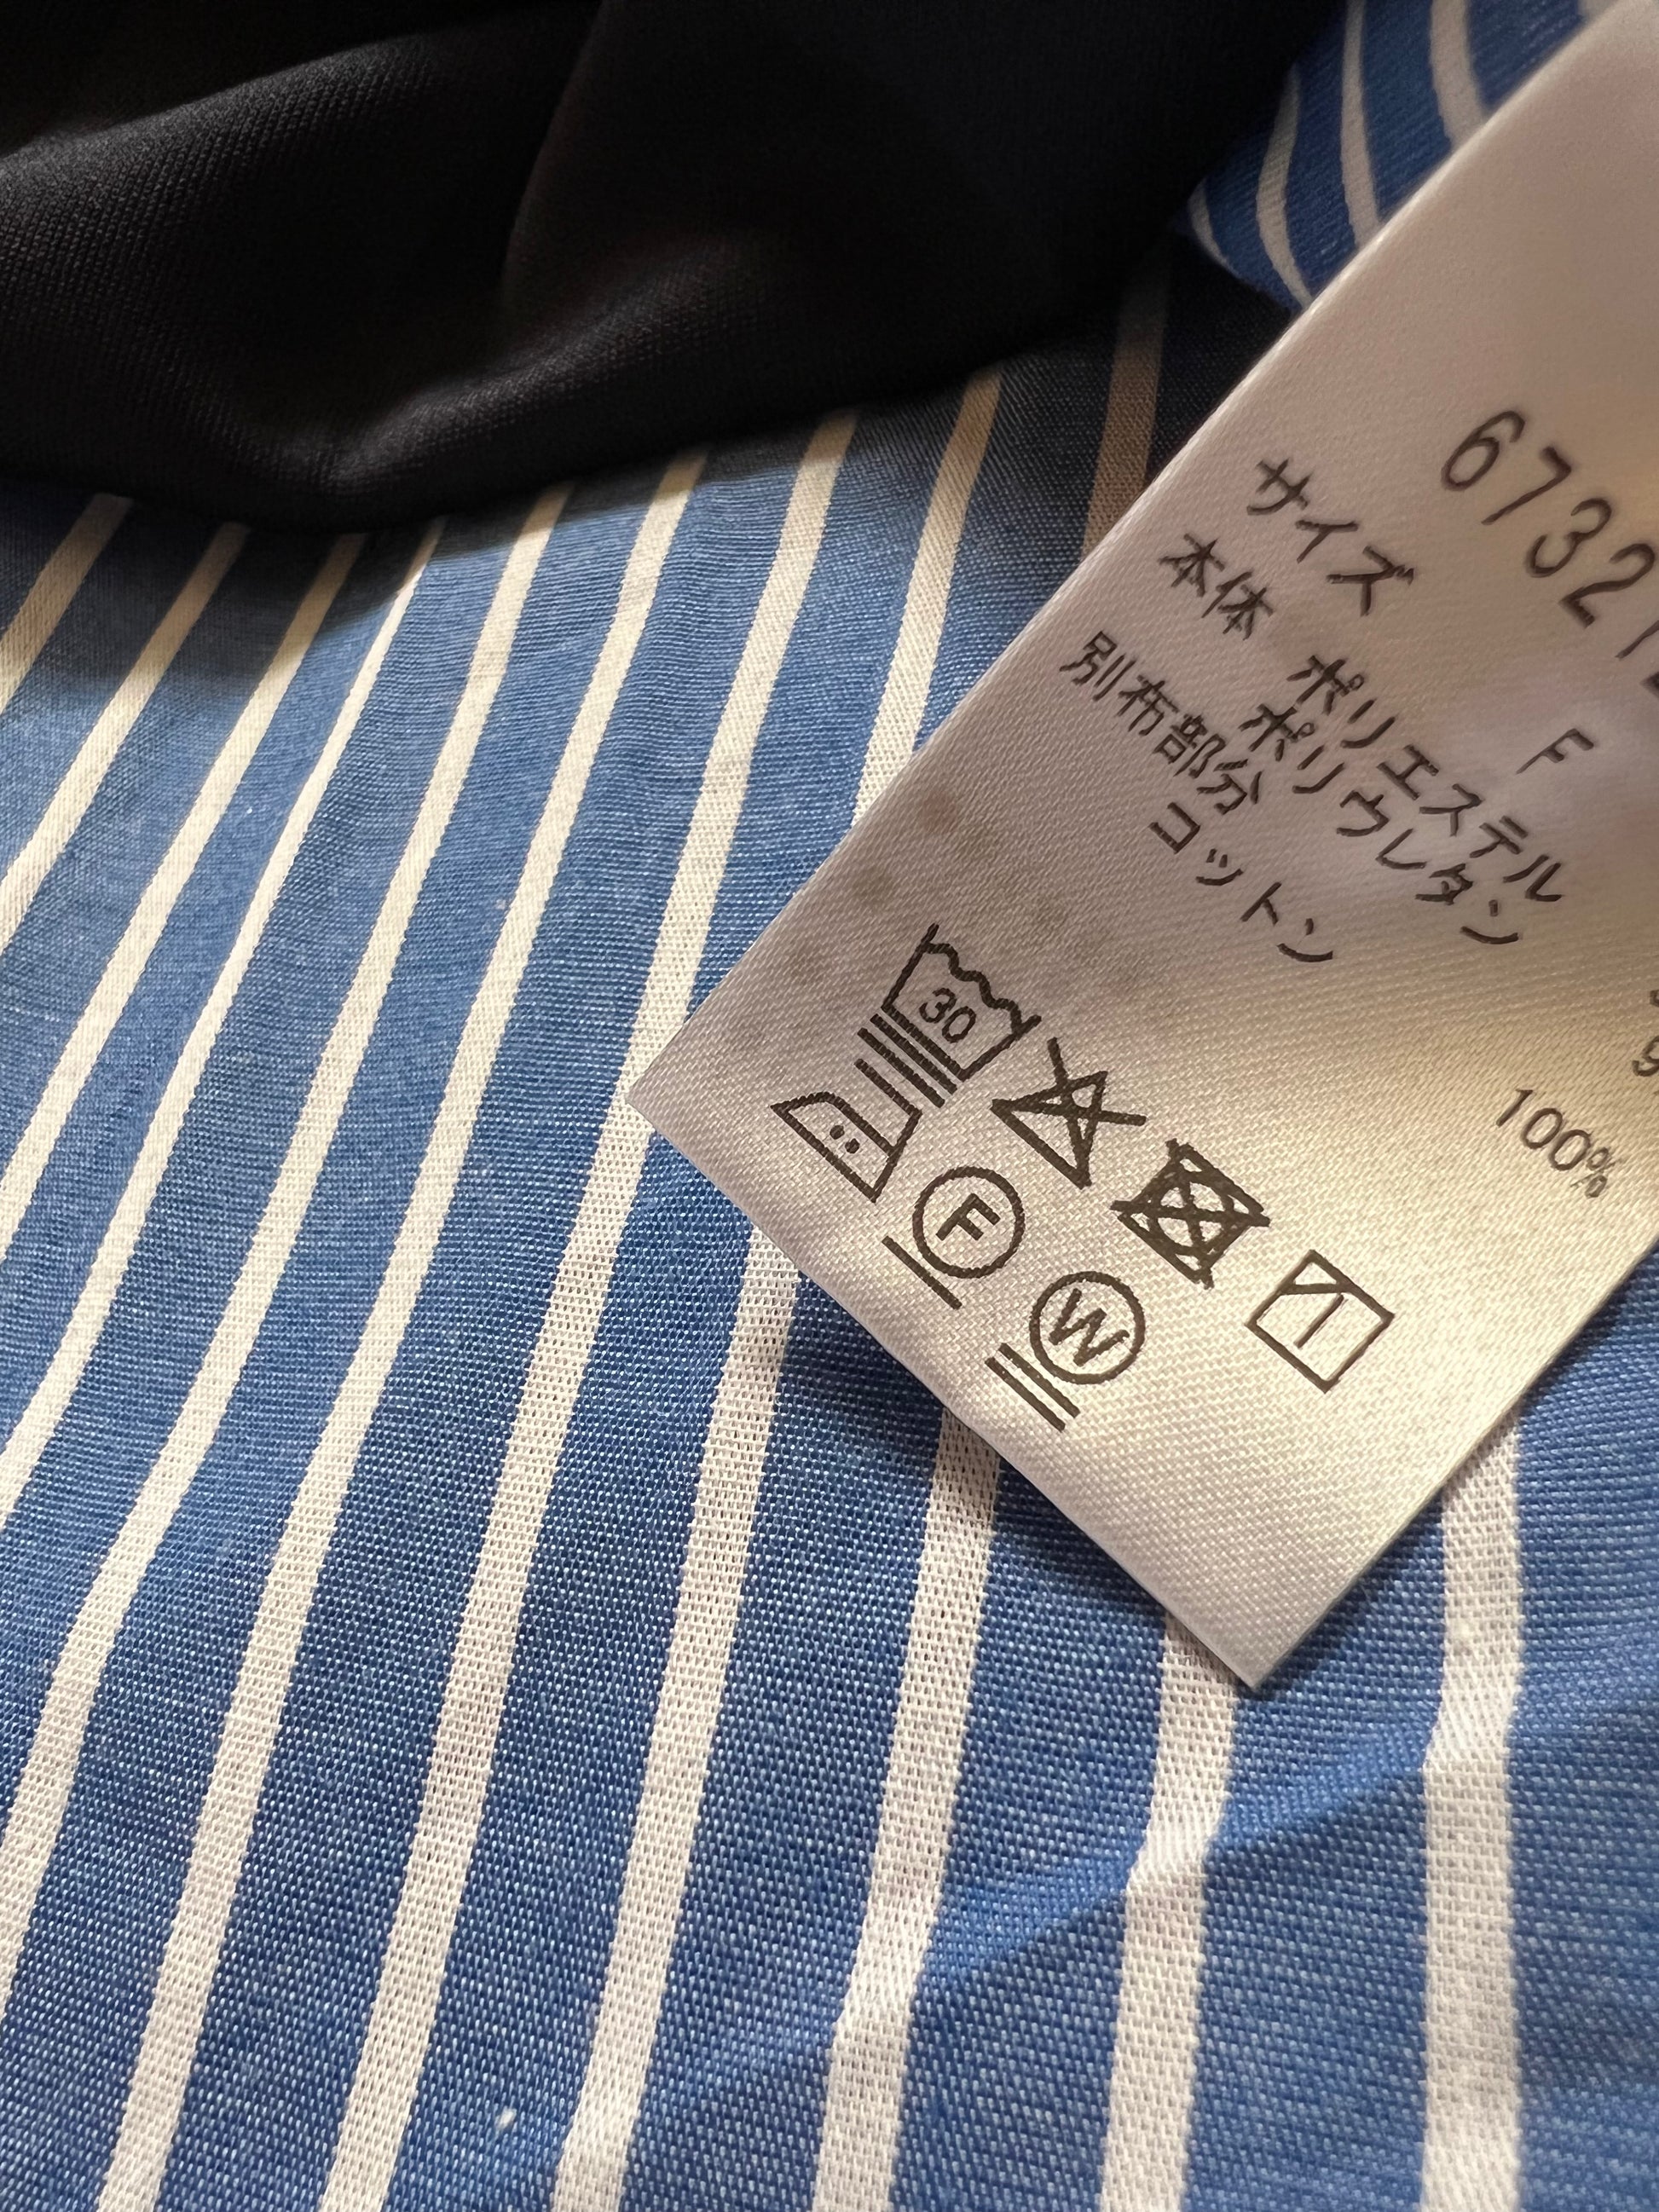 6732
サイズ F
本体 ポリエステル
ポリウレタン
別布部分
コットン 100%
30
F
W